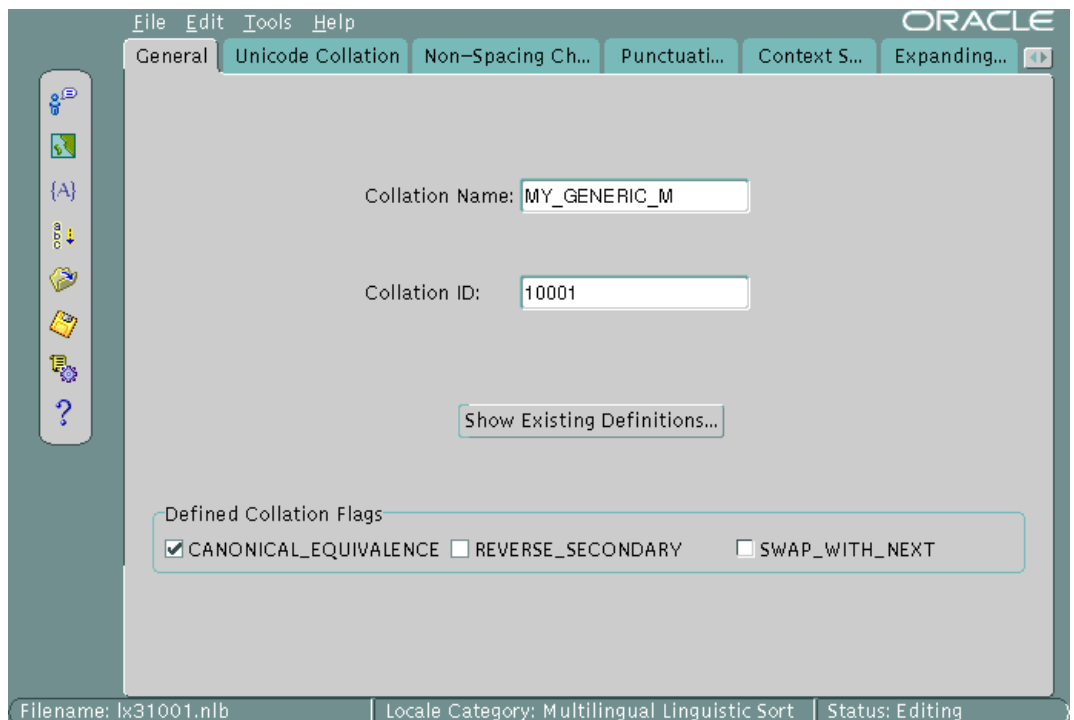 File Edit Tools Help ORACLE
General Unicode Collation Non-Spacing Ch... Punctuati... Context S... Expanding...
{A}
a
b
c
Collation Name: MY_GENERIC_M
Collation ID: 10001
?
Show Existing Definitions...
Defined Collation Flags
CANONICAL_EQUIVALENCE REVERSE_SECONDARY SWAP_WITH_NEXT
Filename: lx31001.nlb Locale Category: Multilingual Linguistic Sort Status: Editing